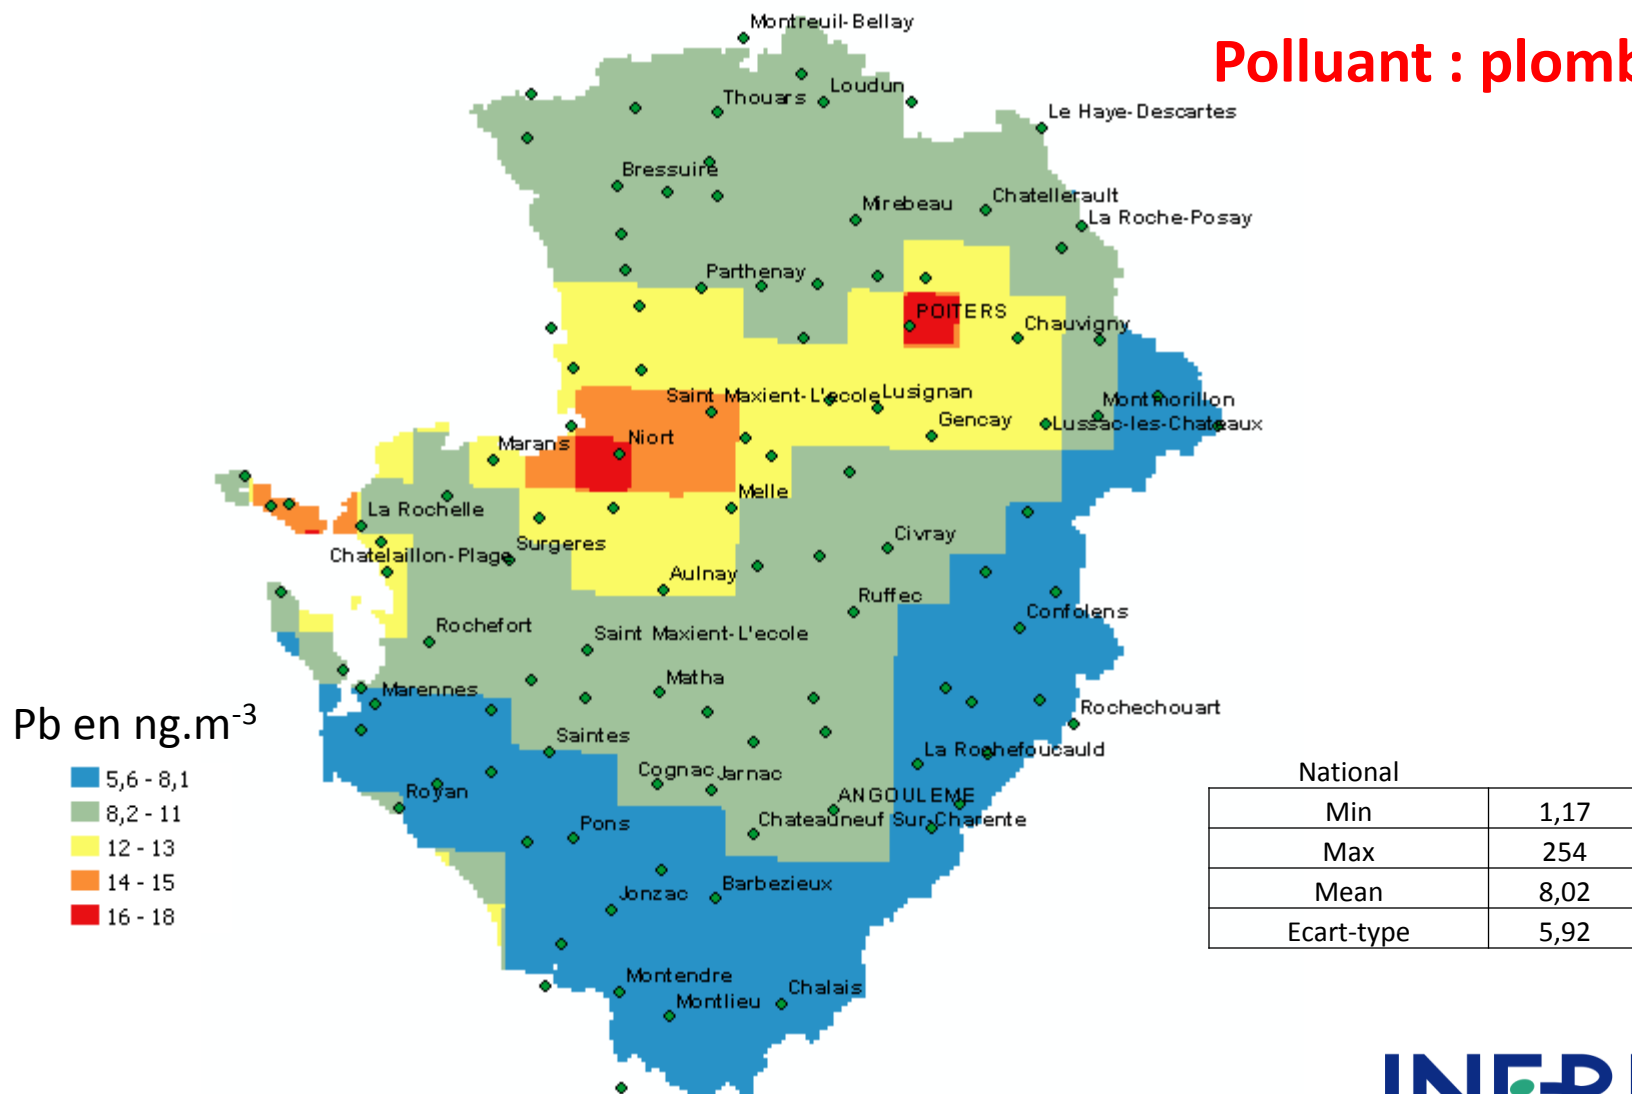 Montreuil-Bellay
Polluant : plomb
Thouars
Loudun
Le Haye-Descartes
Bressuire
Mirebeau
Chatellerault
La Roche-Posay
Parthenay
POITERS
Chauvigny
Saint Maxient-L'ecole
Lusignan
Montmorillon
Gencay
Lussac-les-Chateaux
Marans
Niort
Melle
La Rochelle
Civray
Surgeres
Chatelaillon-Plage
Aulnay
Ruffec
Confolens
Rochefort
Saint Maxient-L'ecole
Matha
Marennes
Rochechouart
Pb en ng.m-3
Saintes
La Rochefoucauld
Cognac
Jarnac
Royan
ANGOULEME
Chateauneuf Sur-Charente
Pons
Jonzac
Barbezieux
Montendre
Montlieu
Chalais
5,6 - 8,1
8,2 - 11
12 - 13
14 - 15
16 - 18
National
Min 1,17
Max 254
Mean 8,02
Ecart-type 5,92